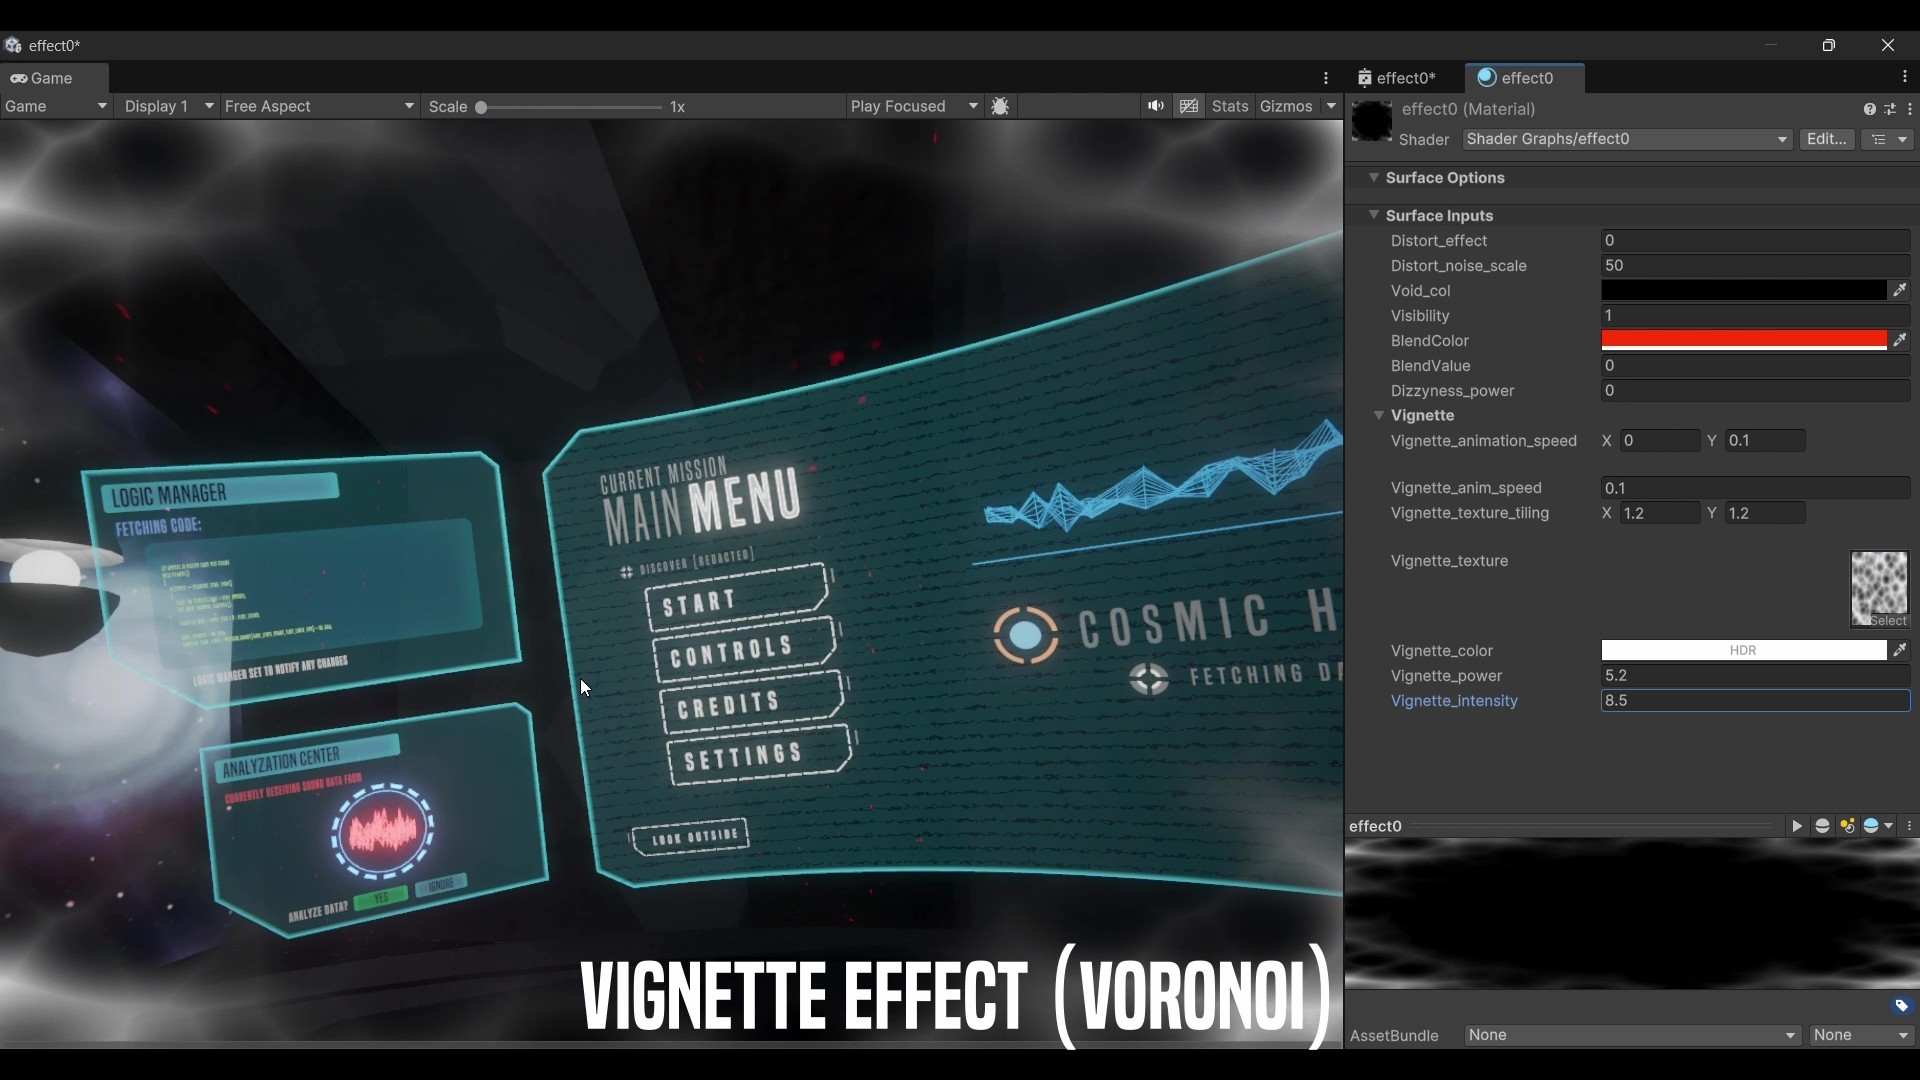 effect0*
Game
effect0*
effect0
Game
Display 1
Free Aspect
Scale
1x
Play Focused
Stats
Gizmos
effect0 (Material)
Shader
Shader Graphs/effect0
Edit...
Surface Options
Surface Inputs
Distort_effect
0
Distort_noise_scale
50
Void_col
Visibility
1
BlendColor
BlendValue
0
Dizzyness_power
0
Vignette
Vignette_animation_speed
X 0 Y 0.1
Vignette_anim_speed
0.1
Vignette_texture_tiling
X 1.2 Y 1.2
Vignette_texture
Select
Vignette_color
HDR
Vignette_power
5.2
Vignette_intensity
8.5
effect0
AssetBundle
None
None
LOGIC MANAGER
FETCHING CODE:
LOGIC MANGER SET TO NOTIFY ANY CHANGES
ANALYZATION CENTER
CURRENTLY RECEIVING SOUND DATA FROM
ANALYZE DATA?
YES
IGNORE
CURRENT MISSION
MAIN MENU
DISCOVER [REDACTED]
START
CONTROLS
CREDITS
SETTINGS
LOOK OUTSIDE
COSMIC H
FETCHING DA
VIGNETTE EFFECT (VORONOI)